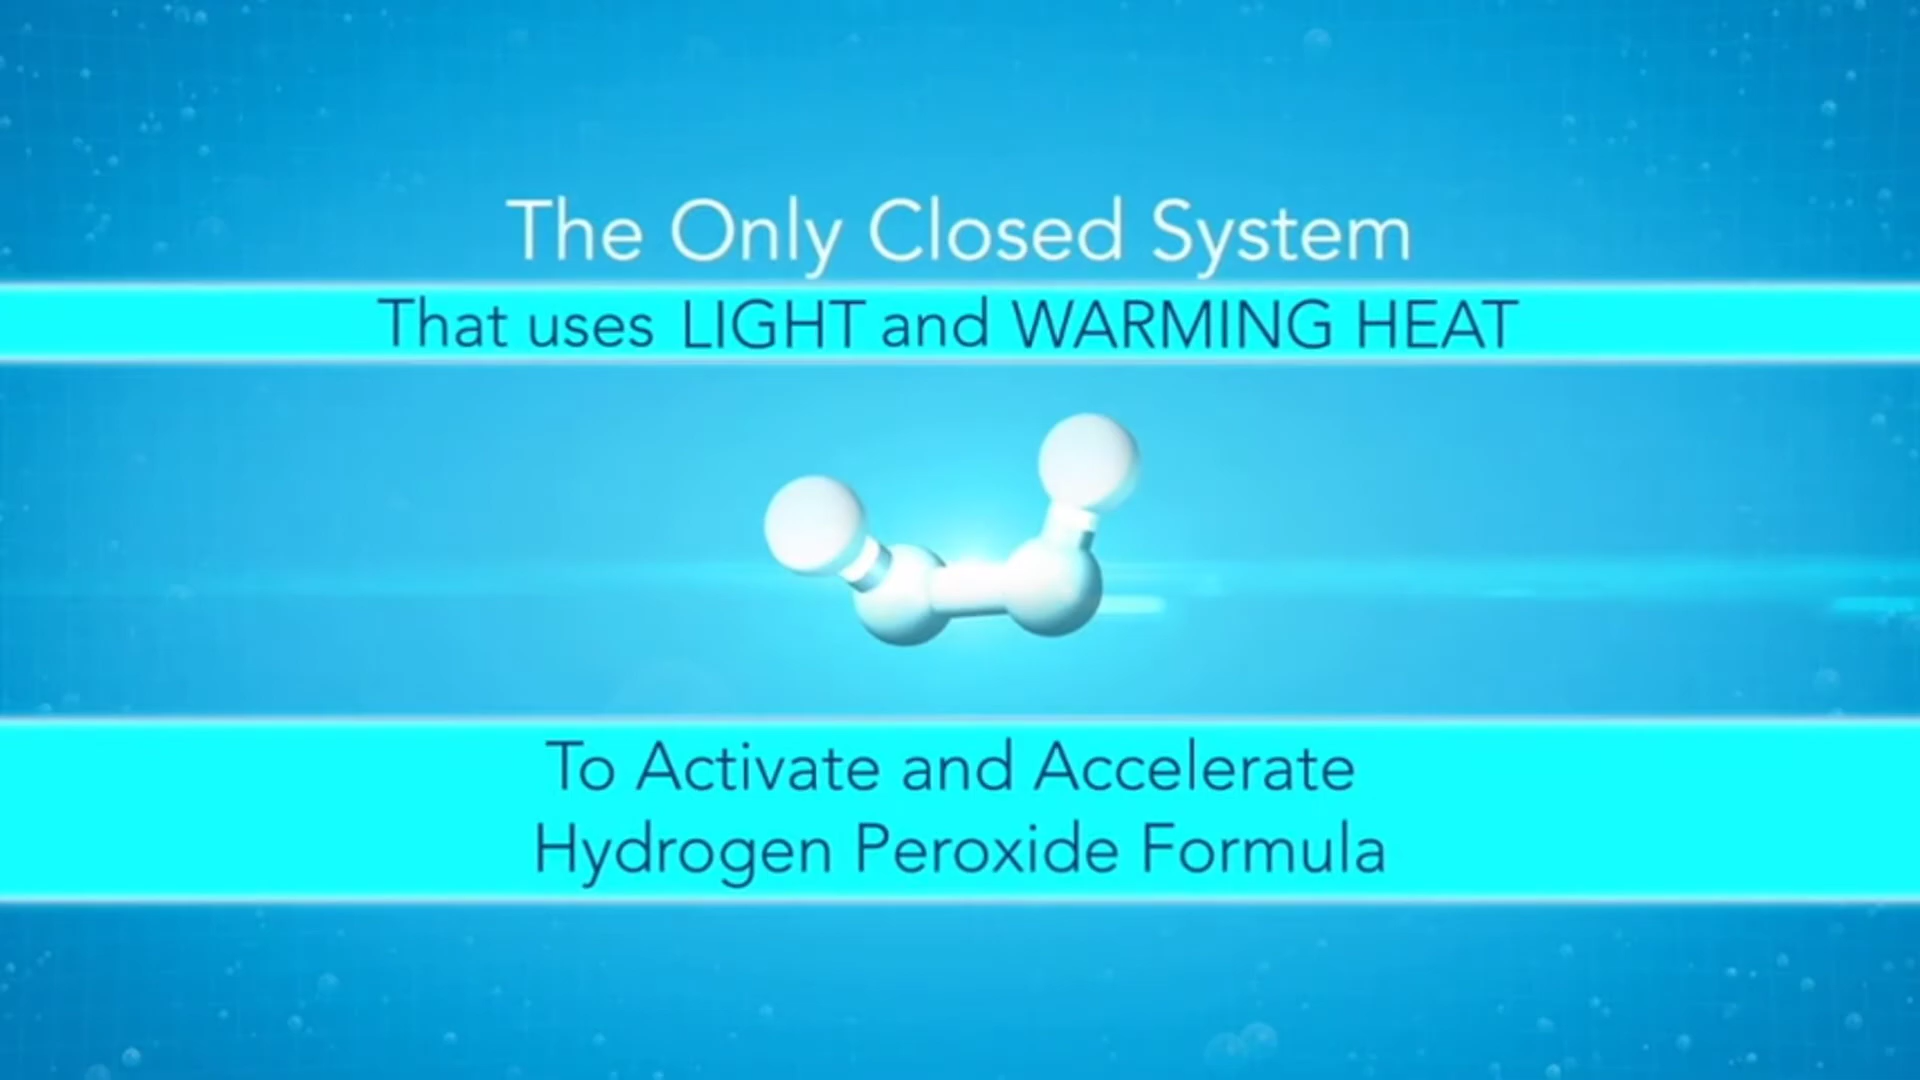 The Only Closed System
That uses LIGHT and WARMING HEAT
To Activate and Accelerate
Hydrogen Peroxide Formula